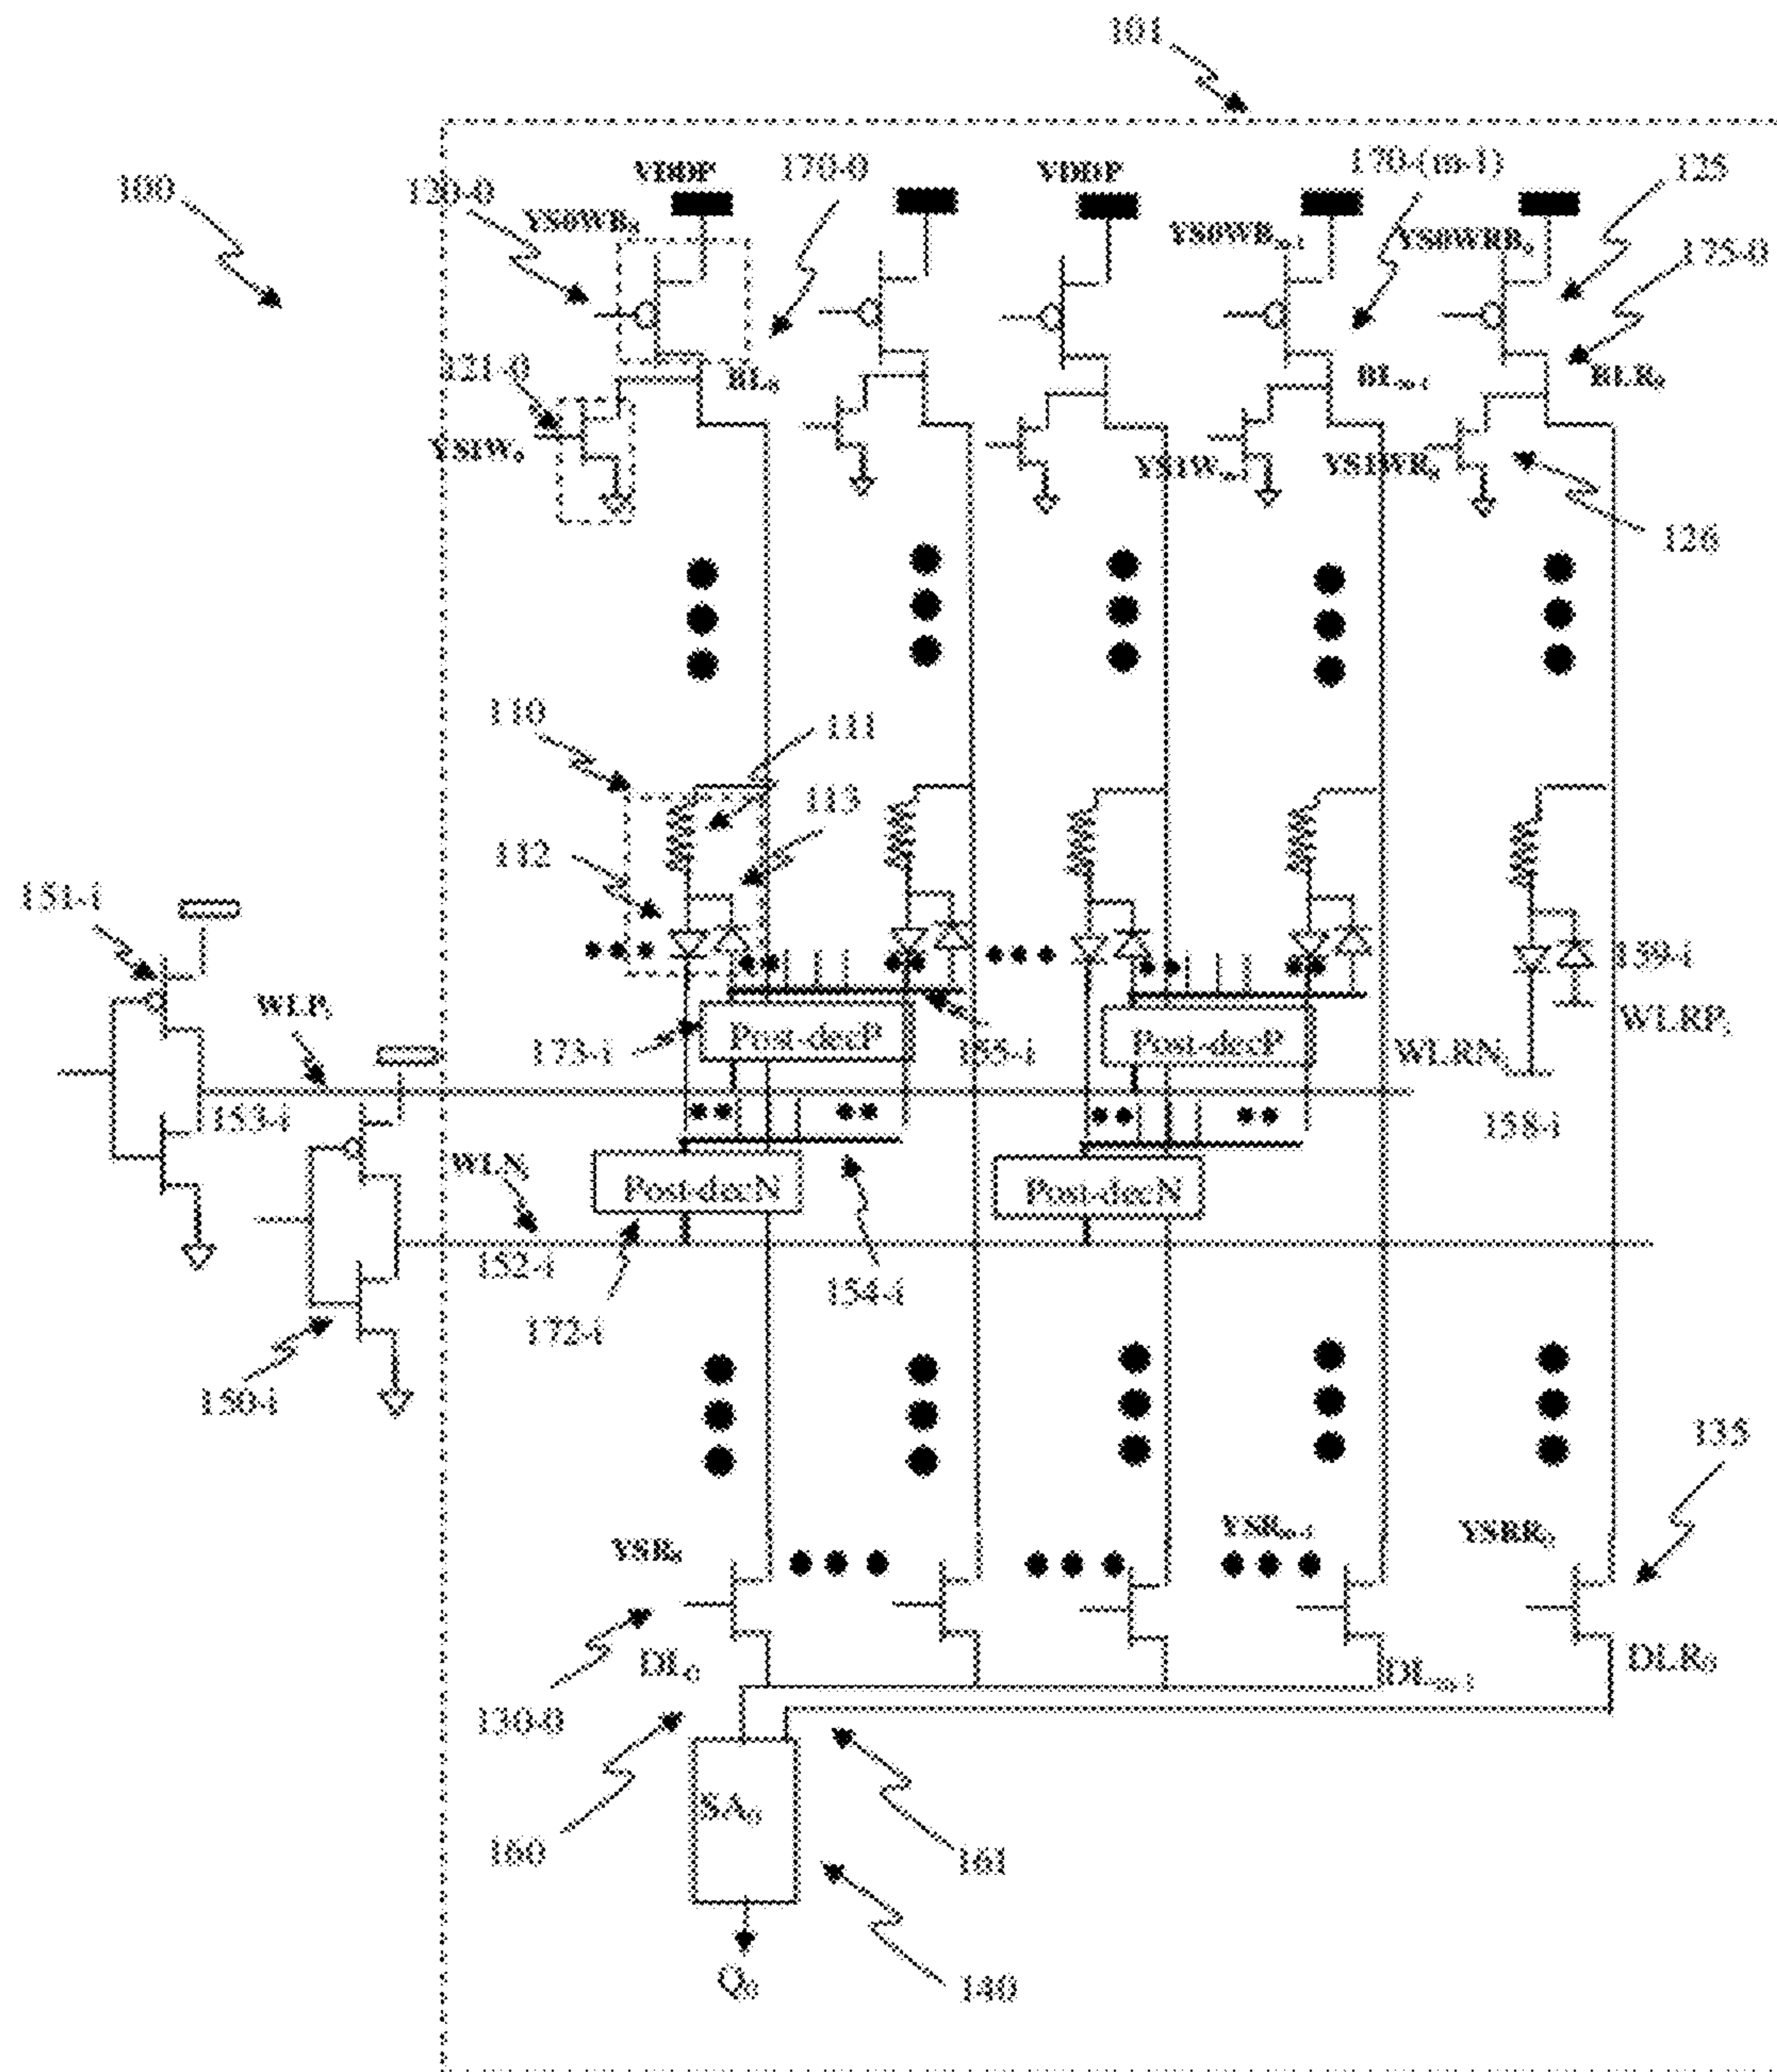 101
100
120-0
VDDP
170-0
VDDP
170-(m-1)
125
YS0WB₀
YS0WBₘ₋₁
YS0WRB₀
175-0
121-0
BL₀
BLₘ₋₁
BLR₀
YS1W₀
YS1Wₘ₋₁
YS1WR₀
126
110
111
113
112
151-i
159-i
WLPᵢ
Post-decP
Post-decP
WLRNᵢ
WLRPᵢ
173-i
155-i
153-i
158-i
WLNᵢ
Post-decN
Post-decN
152-i
154-i
172-i
150-i
135
YSR₀
YSRₘ₋₁
YSRR₀
DL₀
DLₘ₋₁
DLR₀
130-0
SA₀
160
161
Q₀
140